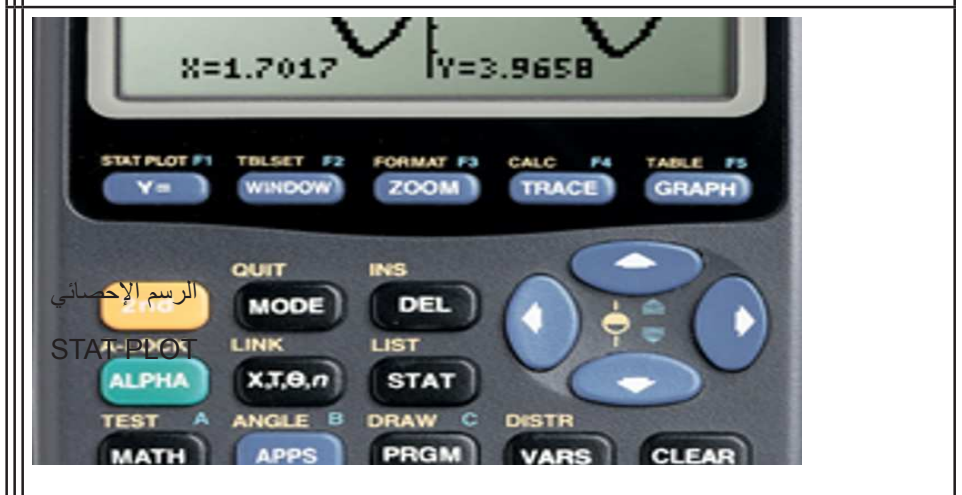 X=1.7017 Y=3.9658
STAT PLOT F1 TBLSET F2 FORMAT F3 CALC F4 TABLE F5
Y= WINDOW ZOOM TRACE GRAPH
QUIT INS
الرسم الإحصائي
2nd MODE DEL
STAT PLOT
LINK LIST
ALPHA X,T,Θ,n STAT
TEST A ANGLE B DRAW C DISTR
MATH APPS PRGM VARS CLEAR